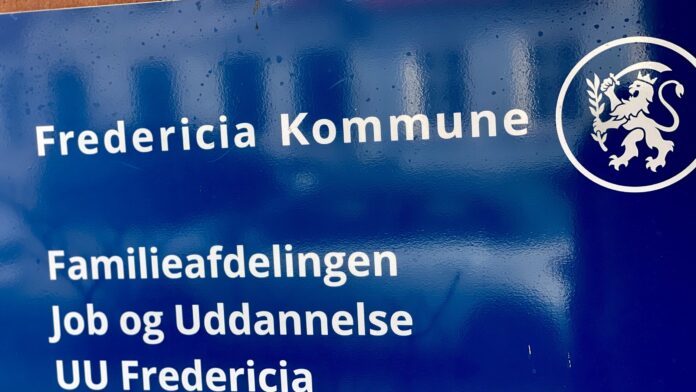 Fredericia Kommune
Familieafdelingen
Job og Uddannelse
UU Fredericia